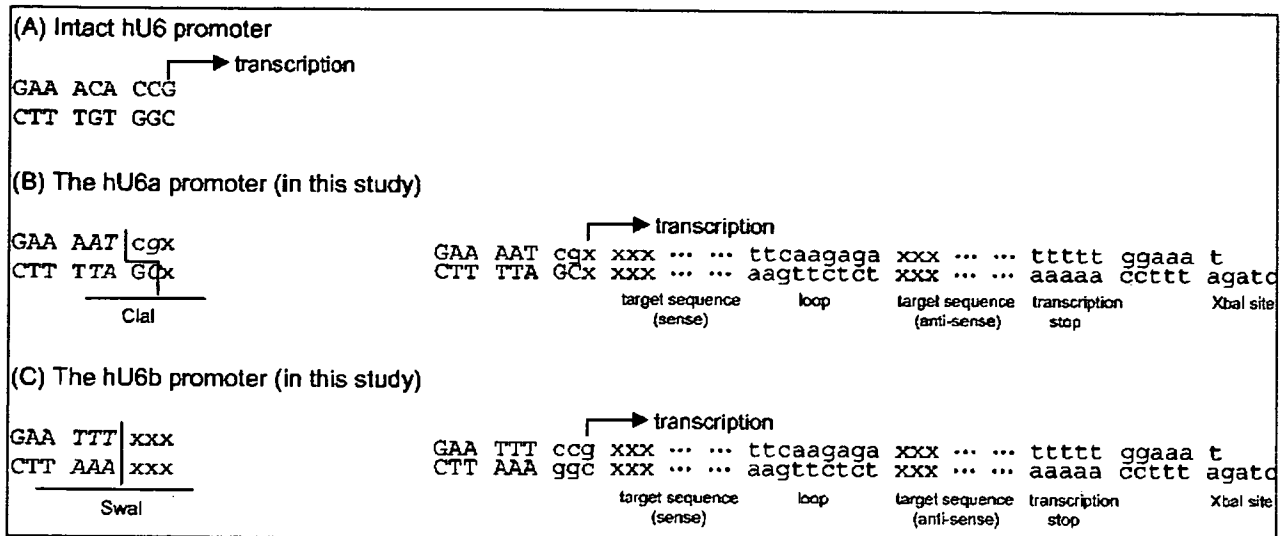 (A) Intact hU6 promoter
transcription
GAA ACA CCG
CTT TGT GGC
(B) The hU6a promoter (in this study)
GAA AAT cgx
CTT TTA GCx
ClaI
transcription
GAA AAT cgx xxx ... ... ttcaagaga xxx ... ... ttttt ggaaa t
CTT TTA GCx xxx ... ... aagttctct xxx ... ... aaaaa ccttt agatc
target sequence loop target sequence transcription XbaI site
(sense) (anti-sense) stop
(C) The hU6b promoter (in this study)
GAA TTT xxx
CTT AAA xxx
SwaI
transcription
GAA TTT ccg xxx ... ... ttcaagaga xxx ... ... ttttt ggaaa t
CTT AAA ggc xxx ... ... aagttctct xxx ... ... aaaaa ccttt agatc
target sequence loop target sequence transcription XbaI site
(sense) (anti-sense) stop